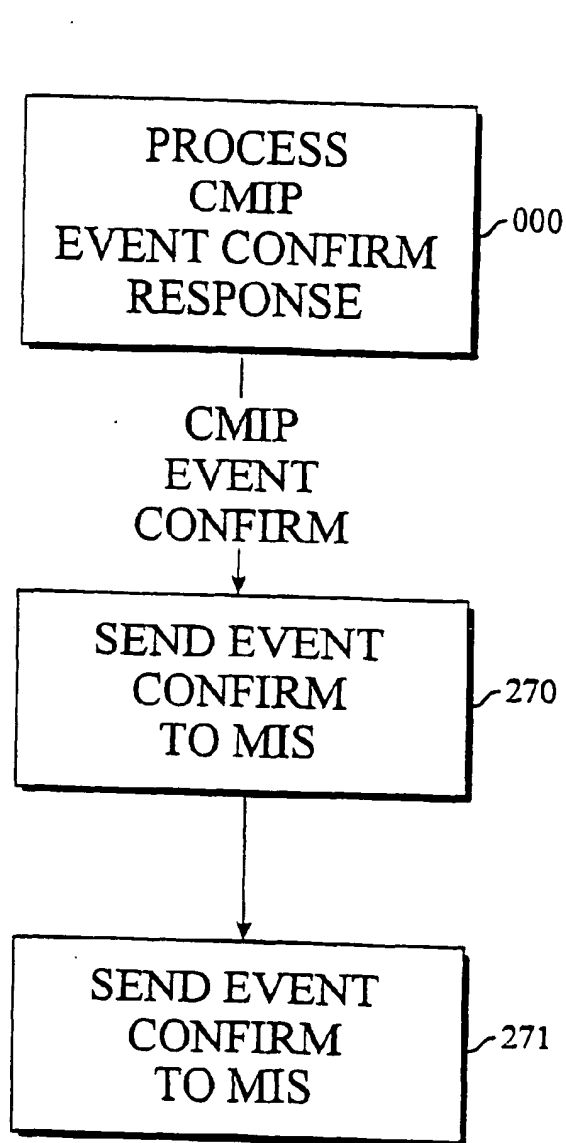 PROCESS
CMIP
EVENT CONFIRM
RESPONSE
000
CMIP
EVENT
CONFIRM
SEND EVENT
CONFIRM
TO MIS
270
SEND EVENT
CONFIRM
TO MIS
271